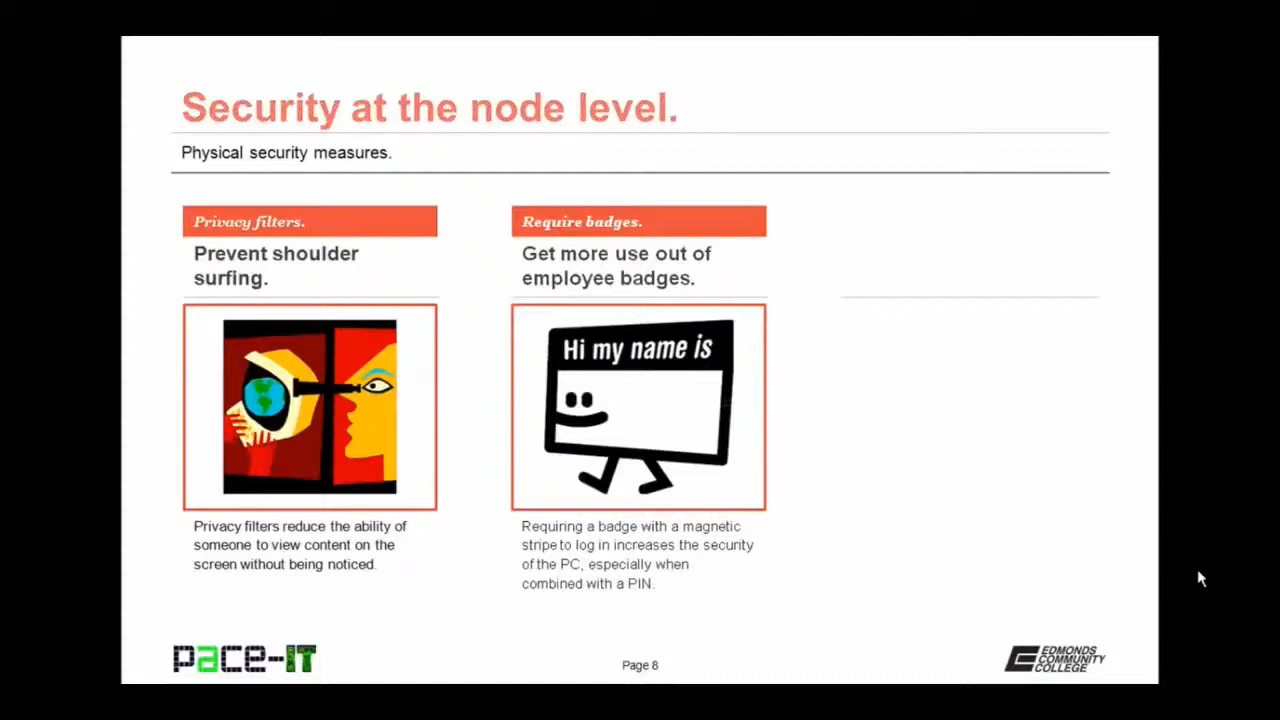 Security at the node level.
Physical security measures.
Privacy filters.
Prevent shoulder
surfing.
Privacy filters reduce the ability of
someone to view content on the
screen without being noticed.
Require badges.
Get more use out of
employee badges.
Hi my name is
Requiring a badge with a magnetic
stripe to log in increases the security
of the PC, especially when
combined with a PIN.
pace-IT
Page 8
EDMONDS
COMMUNITY
COLLEGE